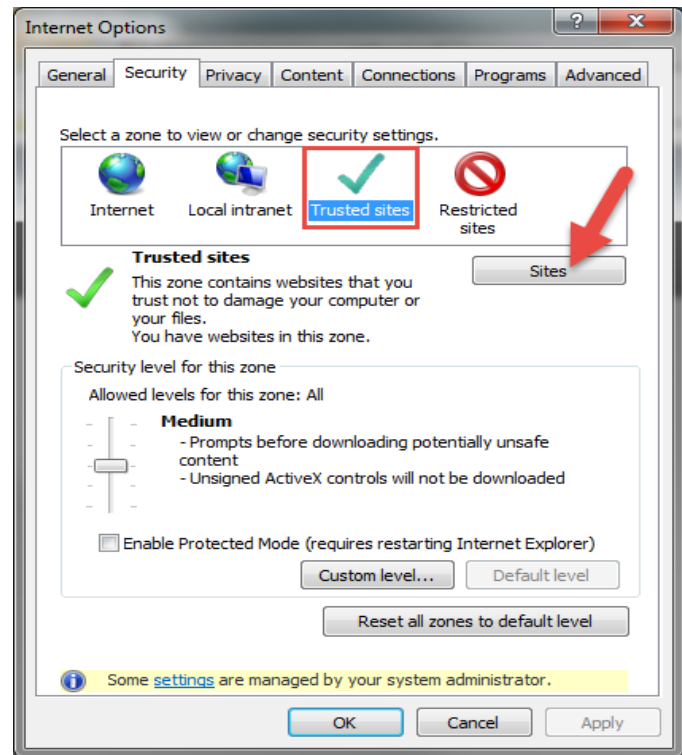 Internet Options
?
X
General Security Privacy Content Connections Programs Advanced
Select a zone to view or change security settings.
Internet Local intranet Trusted sites Restricted
sites
Trusted sites
Sites
This zone contains websites that you
trust not to damage your computer or
your files.
You have websites in this zone.
Security level for this zone
Allowed levels for this zone: All
Medium
- Prompts before downloading potentially unsafe
content
- Unsigned ActiveX controls will not be downloaded
Enable Protected Mode (requires restarting Internet Explorer)
Custom level... Default level
Reset all zones to default level
Some settings are managed by your system administrator.
OK Cancel Apply